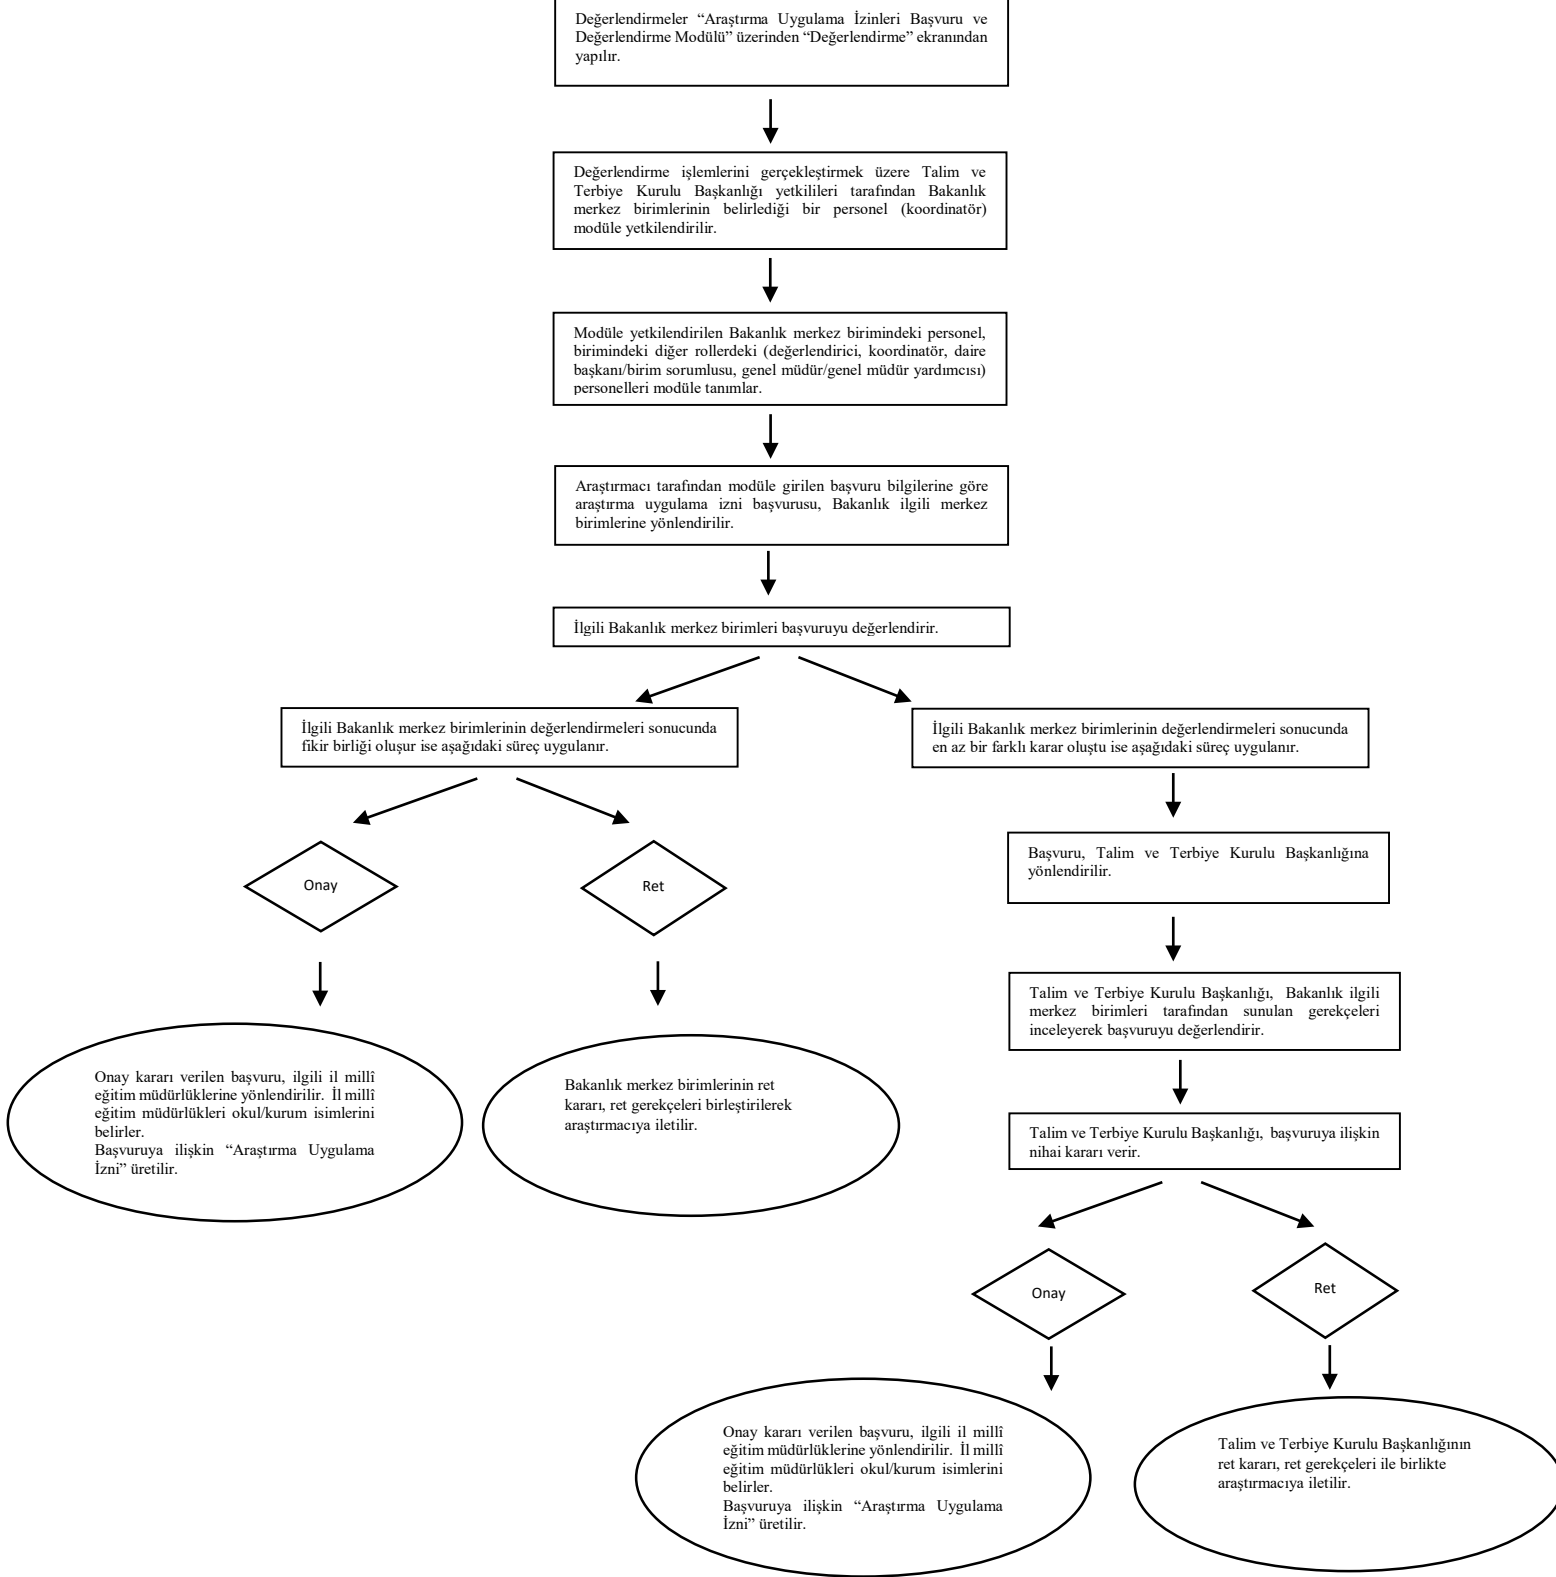 Değerlendirmeler “Araştırma Uygulama İzinleri Başvuru ve
Değerlendirme Modülü” üzerinden “Değerlendirme” ekranından
yapılır.
Değerlendirme işlemlerini gerçekleştirmek üzere Talim ve
Terbiye Kurulu Başkanlığı yetkilileri tarafından Bakanlık
merkez birimlerinin belirlediği bir personel (koordinatör)
modüle yetkilendirilir.
Modüle yetkilendirilen Bakanlık merkez birimindeki personel,
birimindeki diğer rollerdeki (değerlendirici, koordinatör, daire
başkanı/birim sorumlusu, genel müdür/genel müdür yardımcısı)
personelleri modüle tanımlar.
Araştırmacı tarafından modüle girilen başvuru bilgilerine göre
araştırma uygulama izni başvurusu, Bakanlık ilgili merkez
birimlerine yönlendirilir.
İlgili Bakanlık merkez birimleri başvuruyu değerlendirir.
İlgili Bakanlık merkez birimlerinin değerlendirmeleri sonucunda
fikir birliği oluşur ise aşağıdaki süreç uygulanır.
İlgili Bakanlık merkez birimlerinin değerlendirmeleri sonucunda
en az bir farklı karar oluştu ise aşağıdaki süreç uygulanır.
Onay
Ret
Başvuru, Talim ve Terbiye Kurulu Başkanlığına
yönlendirilir.
Talim ve Terbiye Kurulu Başkanlığı, Bakanlık ilgili
merkez birimleri tarafından sunulan gerekçeleri
inceleyerek başvuruyu değerlendirir.
Onay kararı verilen başvuru, ilgili il millî
eğitim müdürlüklerine yönlendirilir. İl millî
eğitim müdürlükleri okul/kurum isimlerini
belirler.
Başvuruya ilişkin “Araştırma Uygulama
İzni” üretilir.
Bakanlık merkez birimlerinin ret
kararı, ret gerekçeleri birleştirilerek
araştırmacıya iletilir.
Talim ve Terbiye Kurulu Başkanlığı, başvuruya ilişkin
nihai kararı verir.
Onay
Ret
Onay kararı verilen başvuru, ilgili il millî
eğitim müdürlüklerine yönlendirilir. İl millî
eğitim müdürlükleri okul/kurum isimlerini
belirler.
Başvuruya ilişkin “Araştırma Uygulama
İzni” üretilir.
Talim ve Terbiye Kurulu Başkanlığının
ret kararı, ret gerekçeleri ile birlikte
araştırmacıya iletilir.